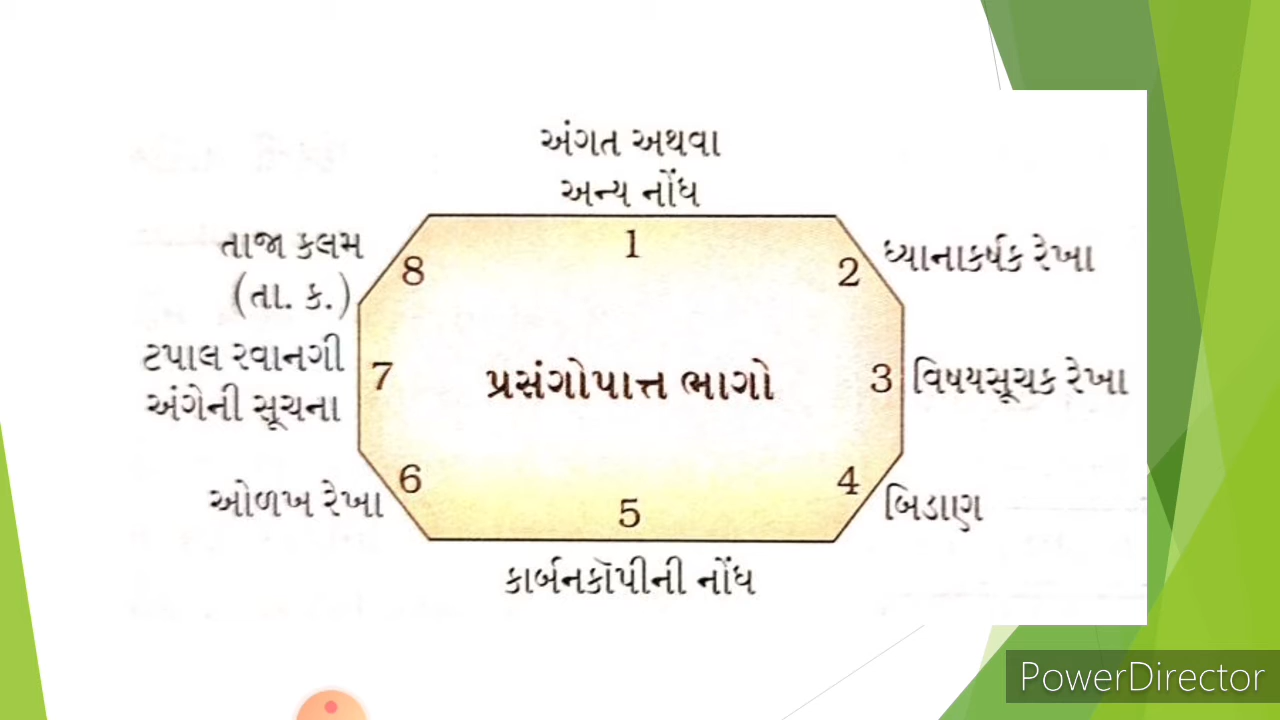 અંગત અથવા
અન્ય નોંધ
1
2 ધ્યાનાકર્ષક રેખા
3 વિષયસૂચક રેખા
4 બિડાણ
5
કાર્બનકૉપીની નોંધ
6 ઓળખ રેખા
7 ટપાલ રવાનગી
અંગેની સૂચના
8 તાજા કલમ
(તા. ક.)
પ્રસંગોપાત્ત ભાગો
PowerDirector